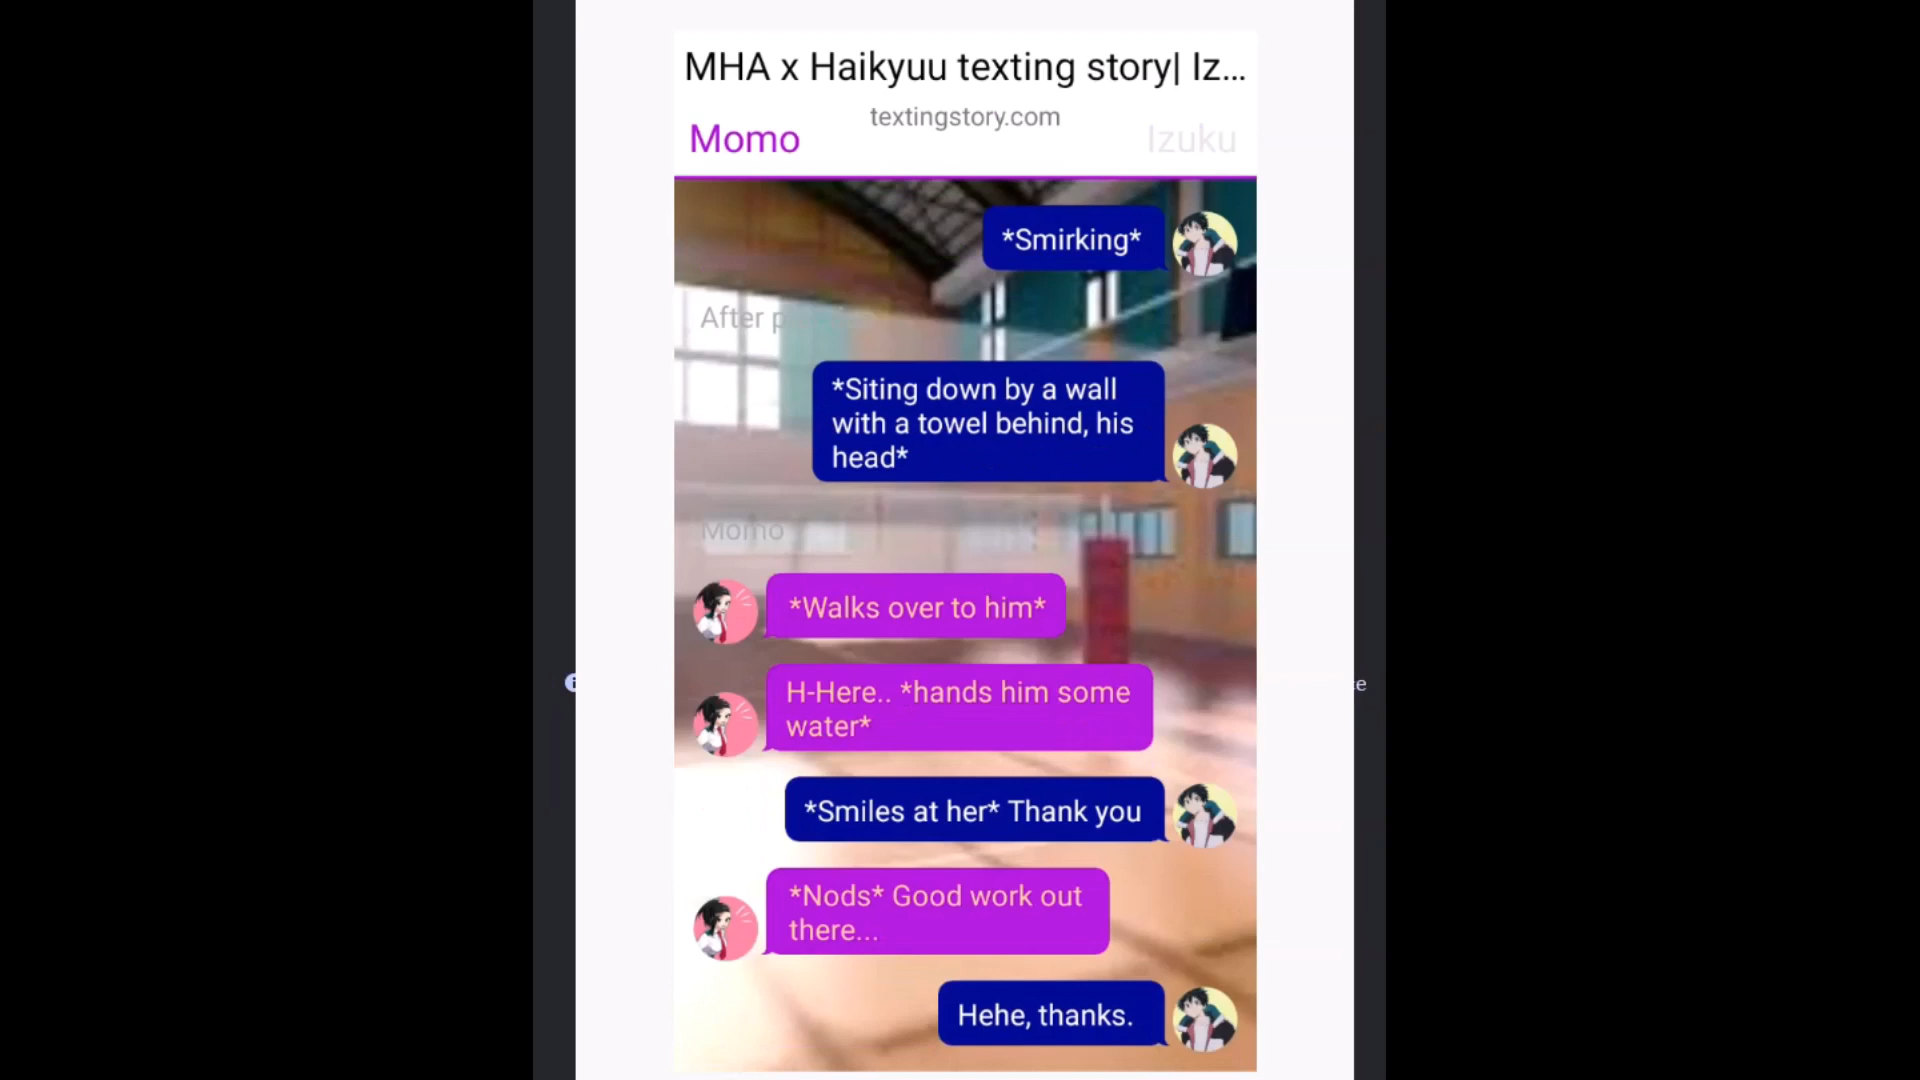 MHA x Haikyuu texting story| Iz...
textingstory.com
Momo
Izuku
*Smirking*
After
*Siting down by a wall
with a towel behind, his
head*
Momo
*Walks over to him*
H-Here.. *hands him some
water*
*Smiles at her* Thank you
*Nods* Good work out
there...
Hehe, thanks.